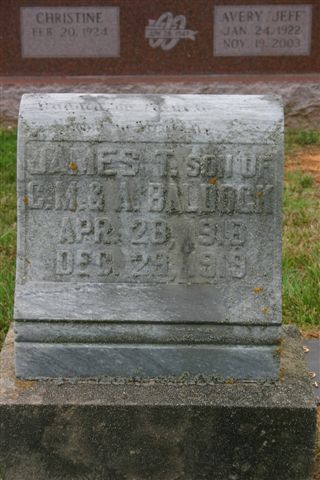 CHRISTINE
FEB. 20, 1924
AVERY "JEFF"
JAN. 24, 1922
NOV. 19, 2003
JAMES T. SON OF
C.M. & A. BALDOCK
APR. 28, 1918
DEC. 29, 1919